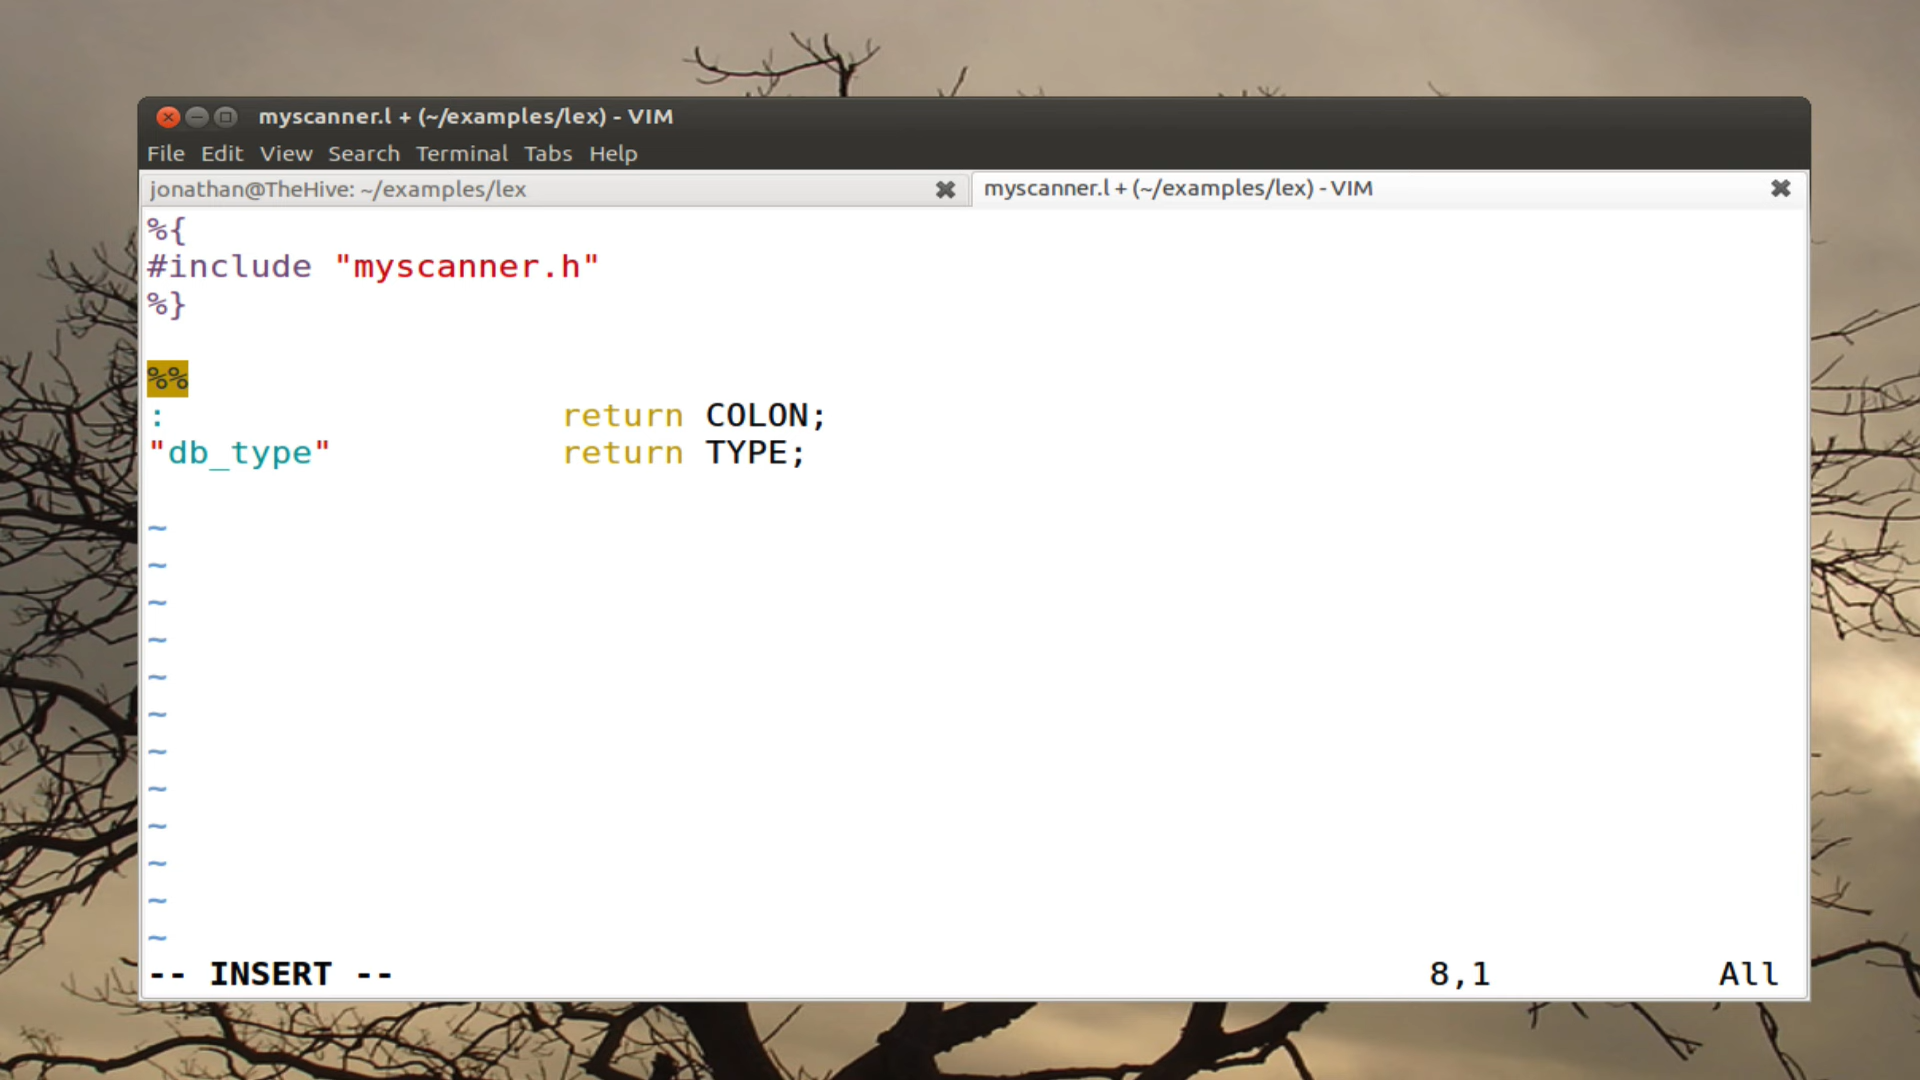 myscanner.l + (~/examples/lex) - VIM
File Edit View Search Terminal Tabs Help
jonathan@TheHive: ~/examples/lex
myscanner.l + (~/examples/lex) - VIM
%{
#include "myscanner.h"
%}
%%
: return COLON;
"db_type" return TYPE;
~
~
~
~
~
~
~
~
~
~
~
~
-- INSERT -- 8,1 All